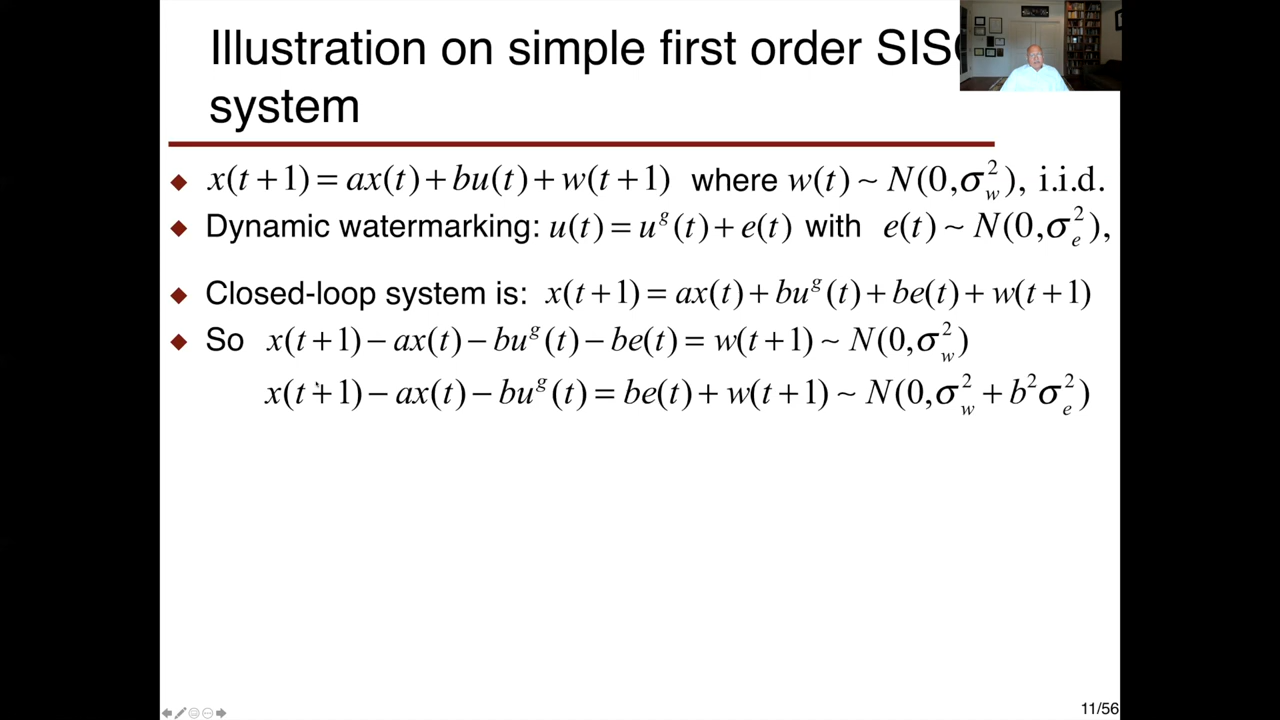 Illustration on simple first order SISO
system
x(t+1) = ax(t) + bu(t) + w(t+1) where w(t) ~ N(0,σ_w^2), i.i.d.
Dynamic watermarking: u(t) = u^g(t) + e(t) with e(t) ~ N(0,σ_e^2),
Closed-loop system is: x(t+1) = ax(t) + bu^g(t) + be(t) + w(t+1)
So x(t+1) − ax(t) − bu^g(t) − be(t) = w(t+1) ~ N(0,σ_w^2)
x(t+1) − ax(t) − bu^g(t) = be(t) + w(t+1) ~ N(0,σ_w^2 + b^2σ_e^2)
11/56